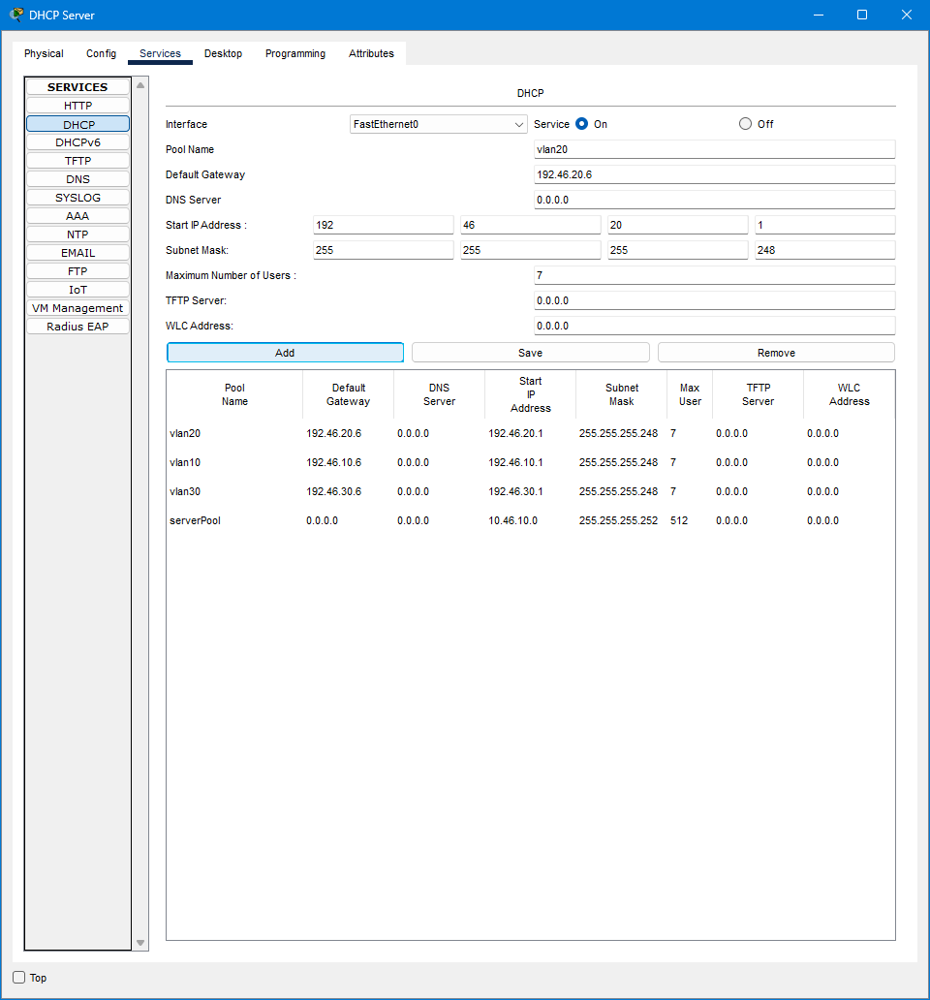 DHCP Server
Physical Config Services Desktop Programming Attributes
SERVICES
HTTP
DHCP
DHCPv6
TFTP
DNS
SYSLOG
AAA
NTP
EMAIL
FTP
IoT
VM Management
Radius EAP
DHCP
Interface FastEthernet0 Service On Off
Pool Name vlan20
Default Gateway 192.46.20.6
DNS Server 0.0.0.0
Start IP Address : 192 46 20 1
Subnet Mask: 255 255 255 248
Maximum Number of Users : 7
TFTP Server: 0.0.0.0
WLC Address: 0.0.0.0
Add Save Remove
Pool Name Default Gateway DNS Server Start IP Address Subnet Mask Max User TFTP Server WLC Address
vlan20 192.46.20.6 0.0.0.0 192.46.20.1 255.255.255.248 7 0.0.0.0 0.0.0.0
vlan10 192.46.10.6 0.0.0.0 192.46.10.1 255.255.255.248 7 0.0.0.0 0.0.0.0
vlan30 192.46.30.6 0.0.0.0 192.46.30.1 255.255.255.248 7 0.0.0.0 0.0.0.0
serverPool 0.0.0.0 0.0.0.0 10.46.10.0 255.255.255.252 512 0.0.0.0 0.0.0.0
Top